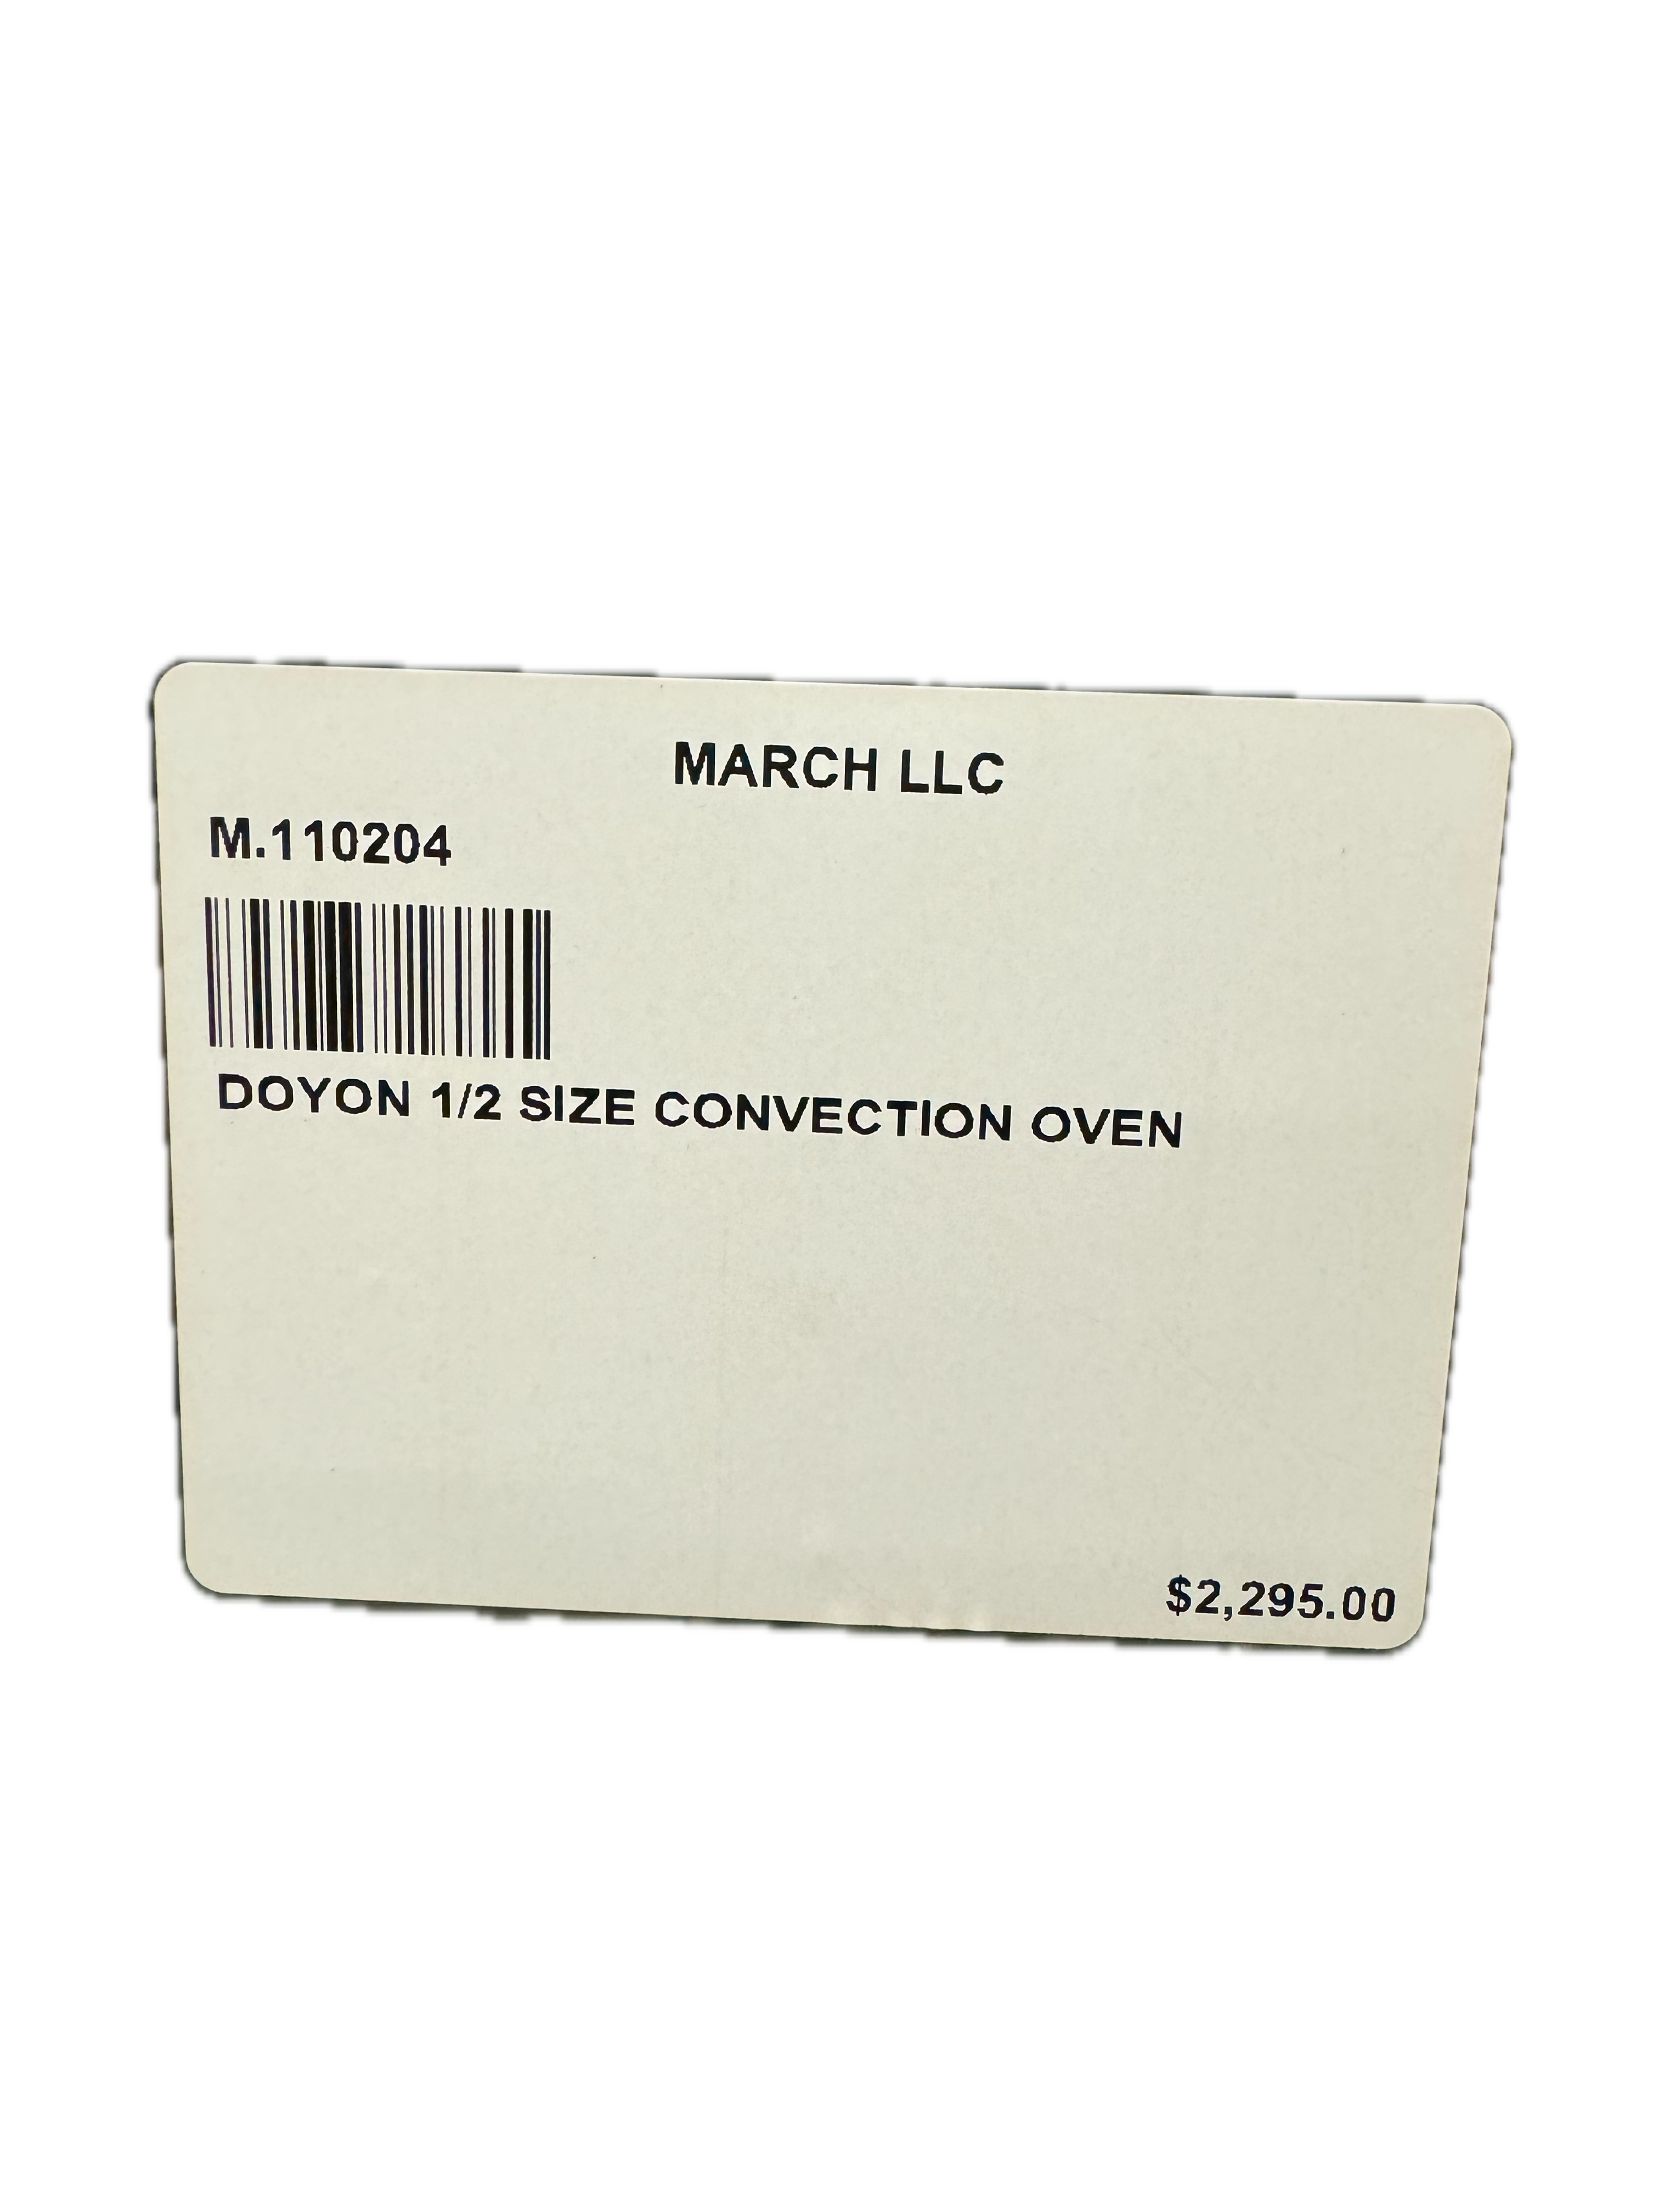 MARCH LLC
M.110204
DOYON 1/2 SIZE CONVECTION OVEN
$2,295.00